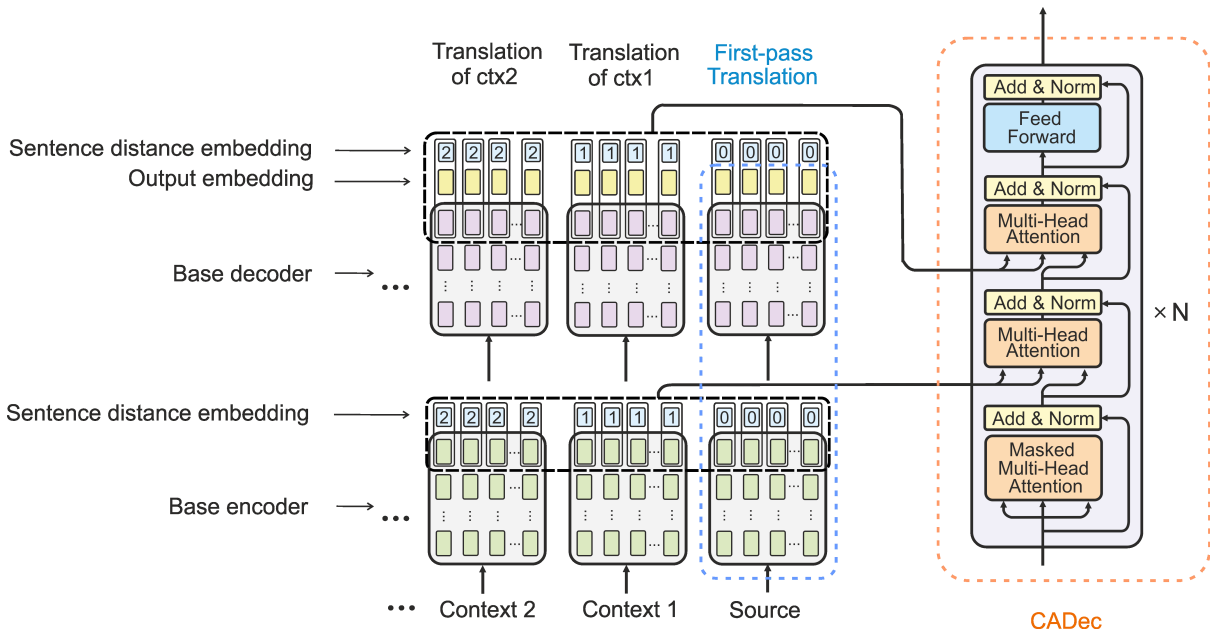 Translation
of ctx2
Translation
of ctx1
First-pass
Translation
Sentence distance embedding
2 2 2 2
1 1 1 1
0 0 0 0
Output embedding
... ... ...
Base decoder
...
... ... ...
... ... ...
Sentence distance embedding
2 2 2 2
1 1 1 1
0 0 0 0
... ... ...
Base encoder
...
... ... ...
... ... ...
...
Context 2
Context 1
Source
Add & Norm
Feed
Forward
Add & Norm
Multi-Head
Attention
Add & Norm
Multi-Head
Attention
Add & Norm
Masked
Multi-Head
Attention
× N
CADec